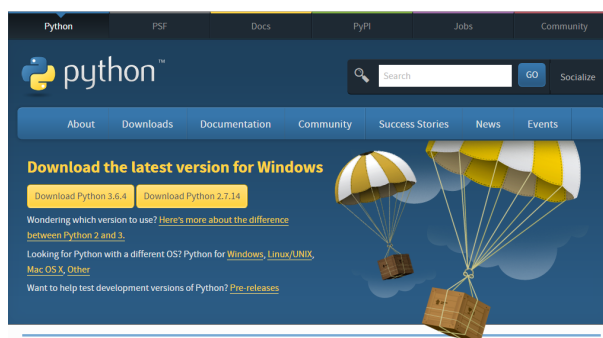 Python PSF Docs PyPI Jobs Community
python™
Search GO Socialize
About Downloads Documentation Community Success Stories News Events
Download the latest version for Windows
Download Python 3.6.4 Download Python 2.7.14
Wondering which version to use? Here's more about the difference
between Python 2 and 3.
Looking for Python with a different OS? Python for Windows, Linux/UNIX,
Mac OS X, Other
Want to help test development versions of Python? Pre-releases